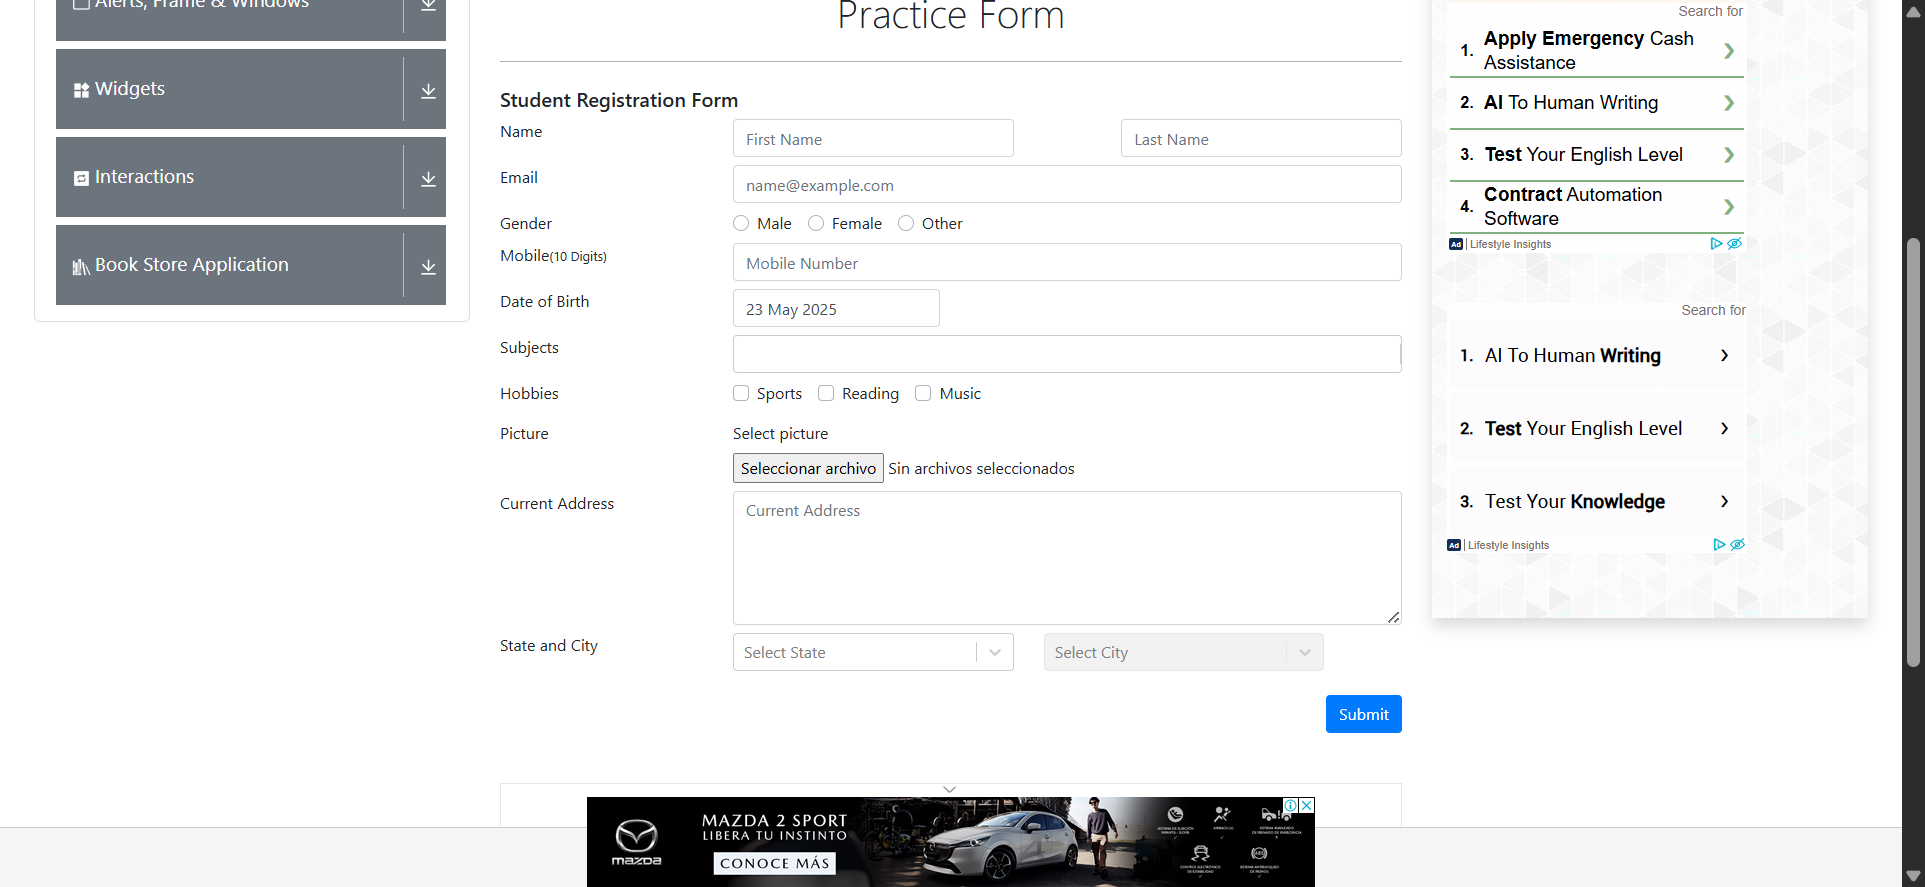 Alerts, Frame & Windows
Widgets
Interactions
Book Store Application
Practice Form
Student Registration Form
Name
First Name
Last Name
Email
name@example.com
Gender
Male
Female
Other
Mobile(10 Digits)
Mobile Number
Date of Birth
23 May 2025
Subjects
Hobbies
Sports
Reading
Music
Picture
Select picture
Seleccionar archivo Sin archivos seleccionados
Current Address
Current Address
State and City
Select State
Select City
Submit
Search for
1. Apply Emergency Cash
Assistance
2. AI To Human Writing
3. Test Your English Level
4. Contract Automation
Software
Ad | Lifestyle Insights
Search for
1. AI To Human Writing
2. Test Your English Level
3. Test Your Knowledge
Ad | Lifestyle Insights
mazda
MAZDA 2 SPORT
LIBERA TU INSTINTO
CONOCE MÁS